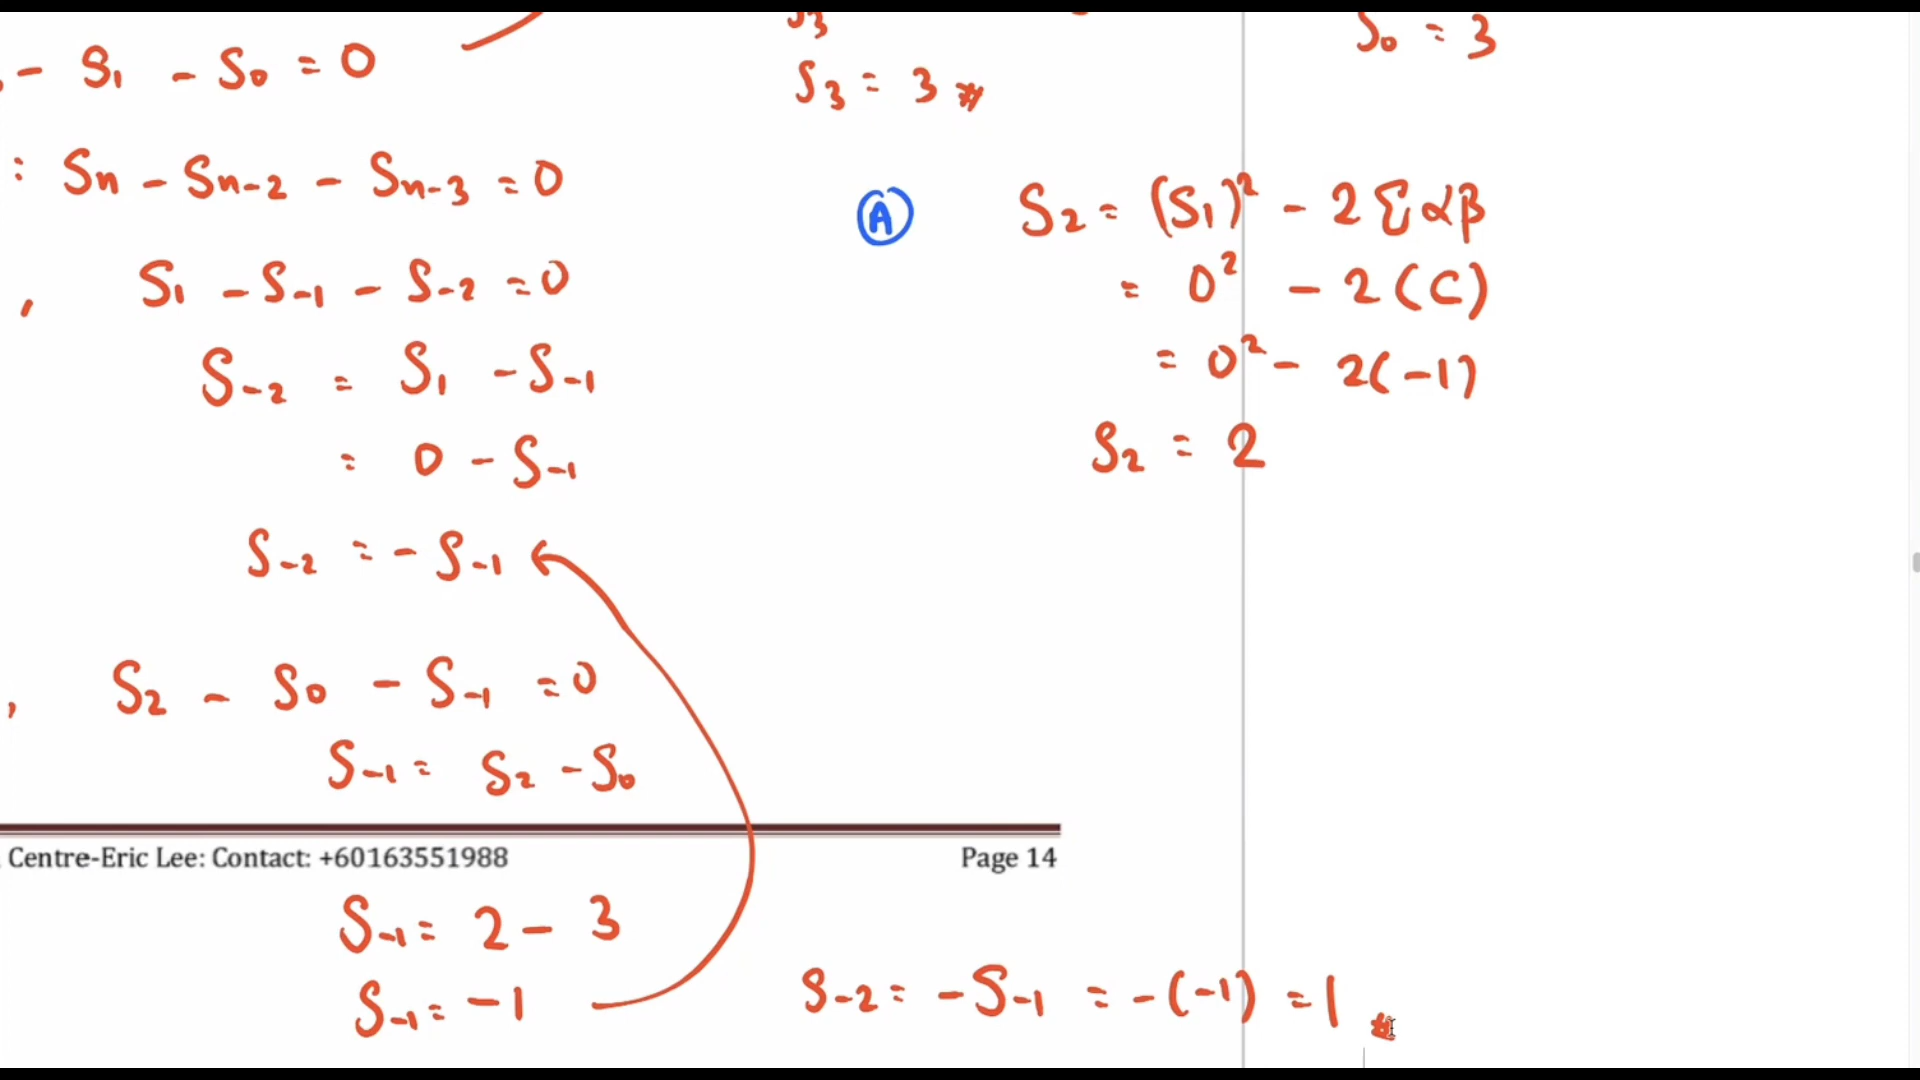 - S₁ - S₀ = 0
: Sn - Sn-2 - Sn-3 = 0
, S₁ - S-1 - S-2 = 0
S-2 = S₁ - S-1
= 0 - S-1
S-2 = - S-1
, S₂ - S₀ - S-1 = 0
S-1 = S₂ - S₀
Centre-Eric Lee: Contact: +60163551988 Page 14
S-1 = 2 - 3
S-1 = -1
S₃ = 3 #
S₀ = 3
A
S₂ = (S₁)² - 2 Σαβ
= 0² - 2 (C)
= 0² - 2(-1)
S₂ = 2
S-2 = -S-1 = -(-1) = 1 #